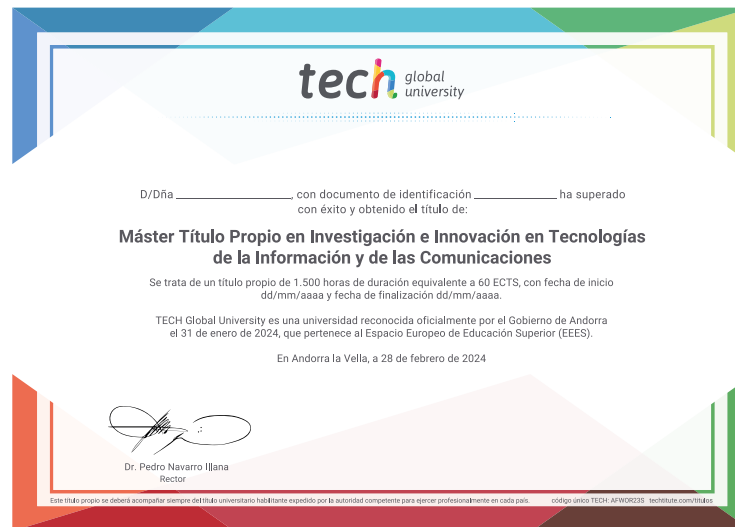 tech global university
D/Dña ______________, con documento de identificación __________ ha superado
con éxito y obtenido el título de:
Máster Título Propio en Investigación e Innovación en Tecnologías
de la Información y de las Comunicaciones
Se trata de un título propio de 1.500 horas de duración equivalente a 60 ECTS, con fecha de inicio
dd/mm/aaaa y fecha de finalización dd/mm/aaaa.
TECH Global University es una universidad reconocida oficialmente por el Gobierno de Andorra
el 31 de enero de 2024, que pertenece al Espacio Europeo de Educación Superior (EEES).
En Andorra la Vella, a 28 de febrero de 2024
Dr. Pedro Navarro Illana
Rector
Este título propio se deberá acompañar siempre del título universitario habilitante expedido por la autoridad competente para ejercer profesionalmente en cada país. código único TECH: AFWOR23S techtitute.com/titulos